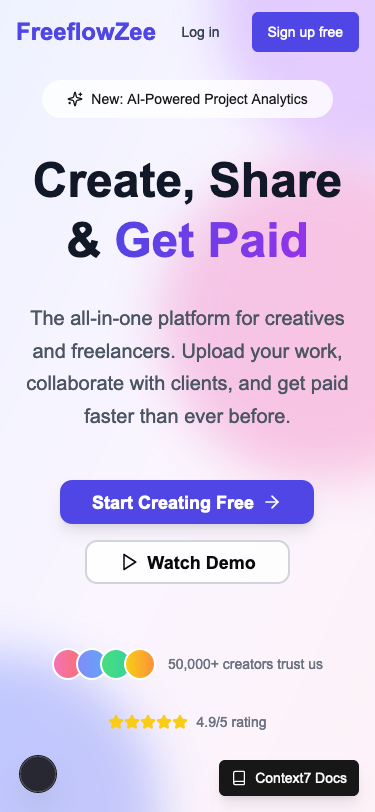 FreeflowZee
Log in
Sign up free
New: AI-Powered Project Analytics
Create, Share
& Get Paid
The all-in-one platform for creatives
and freelancers. Upload your work,
collaborate with clients, and get paid
faster than ever before.
Start Creating Free
Watch Demo
50,000+ creators trust us
4.9/5 rating
Context7 Docs